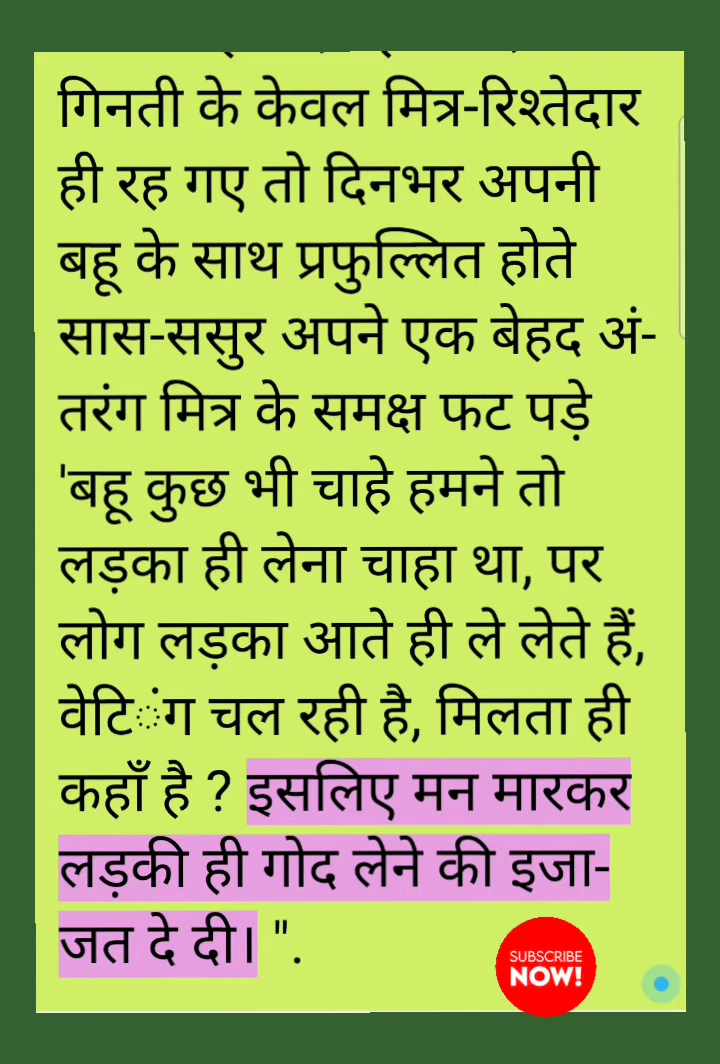 गिनती के केवल मित्र-रिश्तेदार
ही रह गए तो दिनभर अपनी
बहू के साथ प्रफुल्लित होते
सास-ससुर अपने एक बेहद अं-
तरंग मित्र के समक्ष फट पड़े
'बहू कुछ भी चाहे हमने तो
लड़का ही लेना चाहा था, पर
लोग लड़का आते ही ले लेते हैं,
वेटि◌ंग चल रही है, मिलता ही
कहाँ है ? इसलिए मन मारकर
लड़की ही गोद लेने की इजा-
जत दे दी। ".
SUBSCRIBE
NOW!